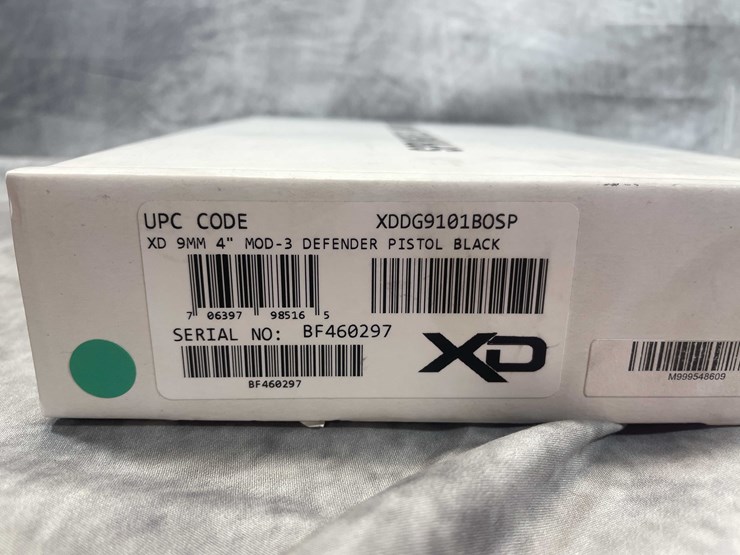 UPC CODE XDDG9101BOSP
XD 9MM 4" MOD-3 DEFENDER PISTOL BLACK
7 06397 98516 5
SERIAL NO: BF460297
BF460297
XD
M999548609